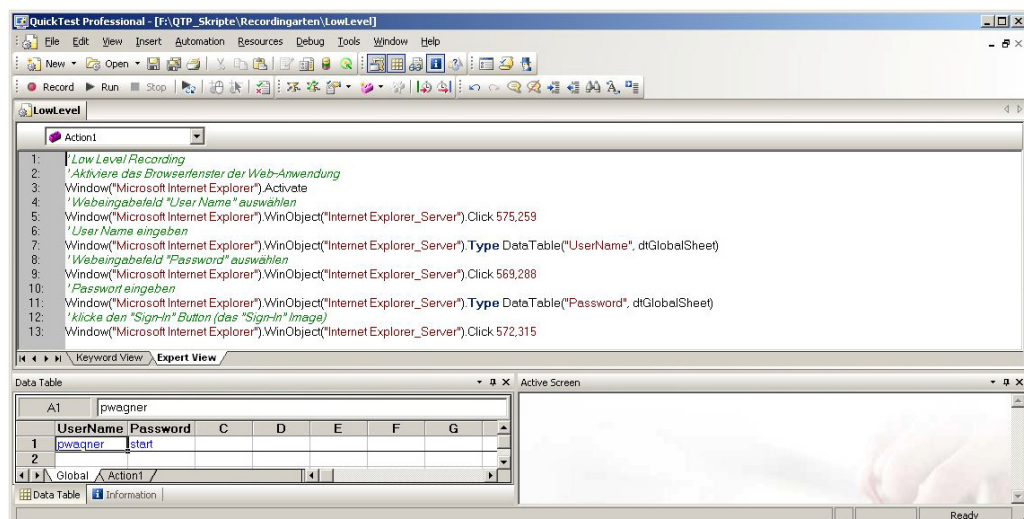 QuickTest Professional - [F:\QTP_Skripte\Recordingarten\LowLevel]
File Edit View Insert Automation Resources Debug Tools Window Help
New Open
Record Run Stop
LowLevel
Action1
1: 'Low Level Recording
2: 'Aktiviere das Browserfenster der Web-Anwendung
3: Window("Microsoft Internet Explorer").Activate
4: 'Webeingabefeld "User Name" auswählen
5: Window("Microsoft Internet Explorer").WinObject("Internet Explorer_Server").Click 575,259
6: 'User Name eingeben
7: Window("Microsoft Internet Explorer").WinObject("Internet Explorer_Server").Type DataTable("UserName", dtGlobalSheet)
8: 'Webeingabefeld "Password" auswählen
9: Window("Microsoft Internet Explorer").WinObject("Internet Explorer_Server").Click 569,288
10: 'Passwort eingeben
11: Window("Microsoft Internet Explorer").WinObject("Internet Explorer_Server").Type DataTable("Password", dtGlobalSheet)
12: 'klicke den "Sign-In" Button (das "Sign-In" Image)
13: Window("Microsoft Internet Explorer").WinObject("Internet Explorer_Server").Click 572,315
Keyword View Expert View
Data Table
A1 pwagner
UserName Password C D E F G
1 pwagner start
2
Global Action1
Data Table Information
Active Screen
Ready